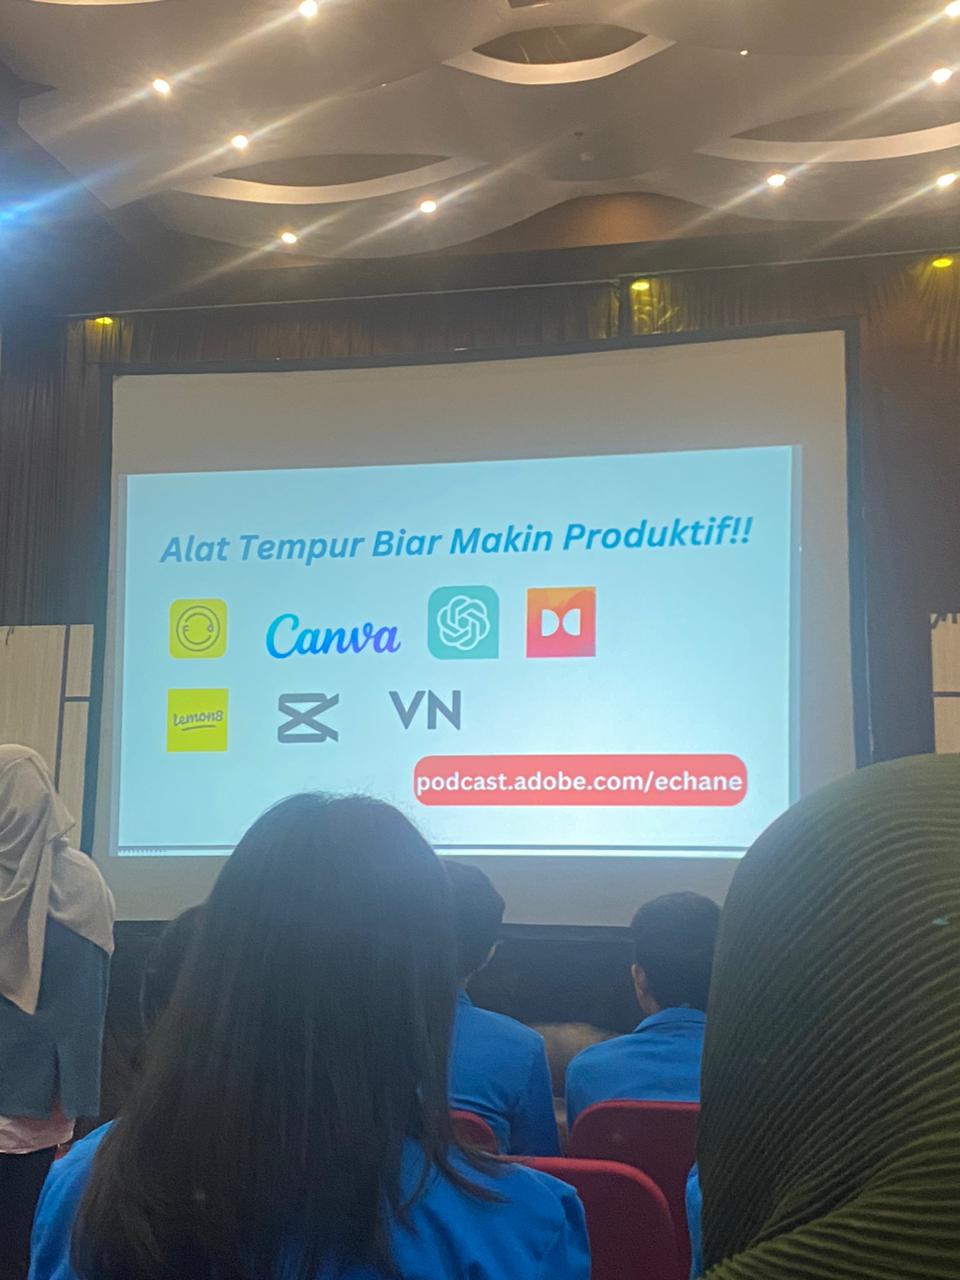 Alat Tempur Biar Makin Produktif!!
Canva
lemon8
VN
podcast.adobe.com/echane